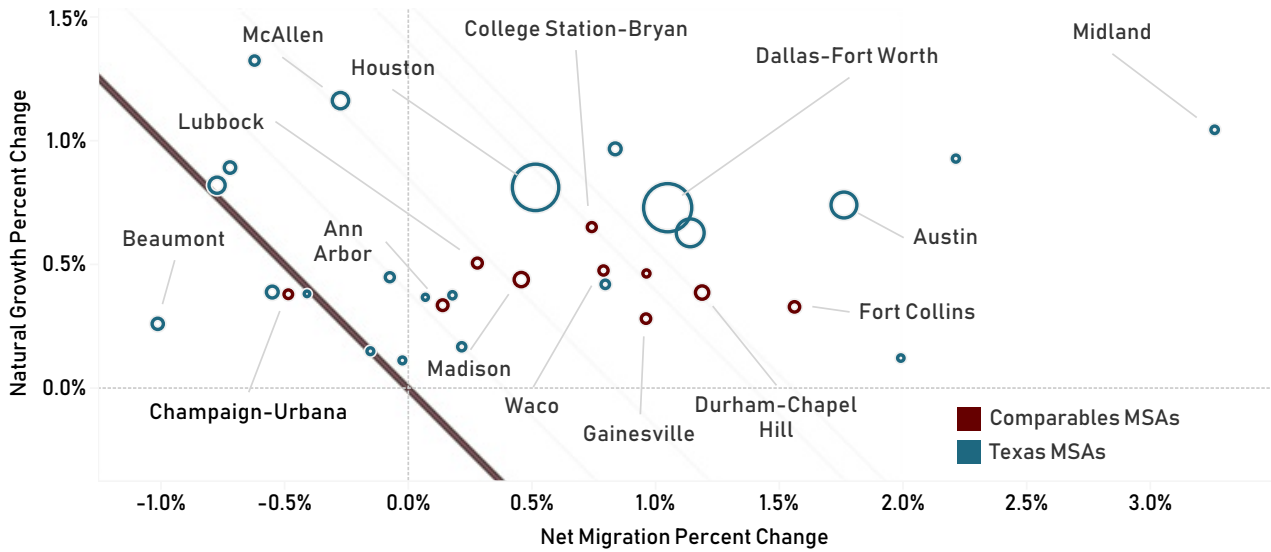 1.5%
College Station-Bryan
McAllen
Midland
Dallas-Fort Worth
Houston
Lubbock
1.0%
Natural Growth Percent Change
Ann
Arbor
Beaumont
Austin
0.5%
Fort Collins
Madison
0.0%
Champaign-Urbana
Waco
Durham-Chapel
Hill
Gainesville
Comparables MSAs
Texas MSAs
-1.0%
-0.5%
0.0%
0.5%
1.0%
1.5%
2.0%
2.5%
3.0%
Net Migration Percent Change